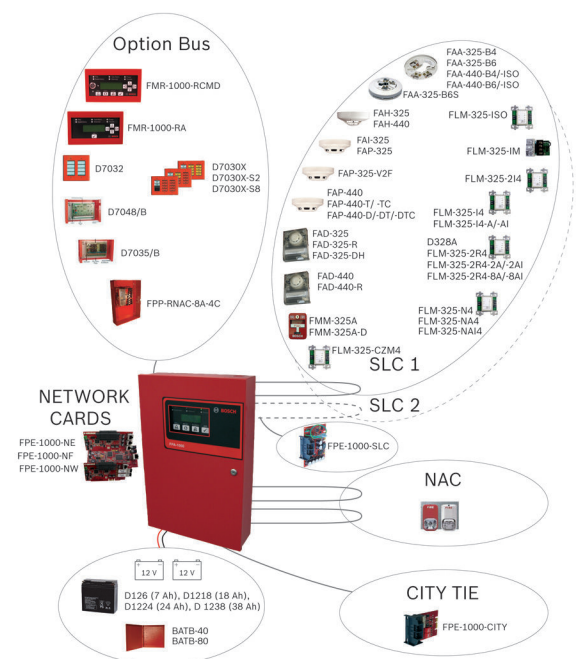 Option Bus
FMR-1000-RCMD
FMR-1000-RA
D7032
D7030X
D7030X-S2
D7030X-S8
D7048/B
D7035/B
FPP-RNAC-8A-4C
FAA-325-B4
FAA-325-B6
FAA-440-B4/-ISO
FAA-440-B6/-ISO
FAA-325-B6S
FAH-325
FAH-440
FAI-325
FAP-325
FAP-325-V2F
FAP-440
FAP-440-T/ -TC
FAP-440-D/-DT/-DTC
FAD-325
FAD-325-R
FAD-325-DH
FAD-440
FAD-440-R
FMM-325A
FMM-325A-D
FLM-325-CZM4
FLM-325-ISO
FLM-325-IM
FLM-325-2I4
FLM-325-I4
FLM-325-I4-A/-AI
D328A
FLM-325-2R4
FLM-325-2R4-2A/-2AI
FLM-325-2R4-8A/-8AI
FLM-325-N4
FLM-325-NA4
FLM-325-NAI4
SLC 1
SLC 2
FPE-1000-SLC
NETWORK
CARDS
FPE-1000-NE
FPE-1000-NF
FPE-1000-NW
BOSCH
NAC
12 V
12 V
D126 (7 Ah), D1218 (18 Ah),
D1224 (24 Ah), D 1238 (38 Ah)
BATB-40
BATB-80
CITY TIE
FPE-1000-CITY